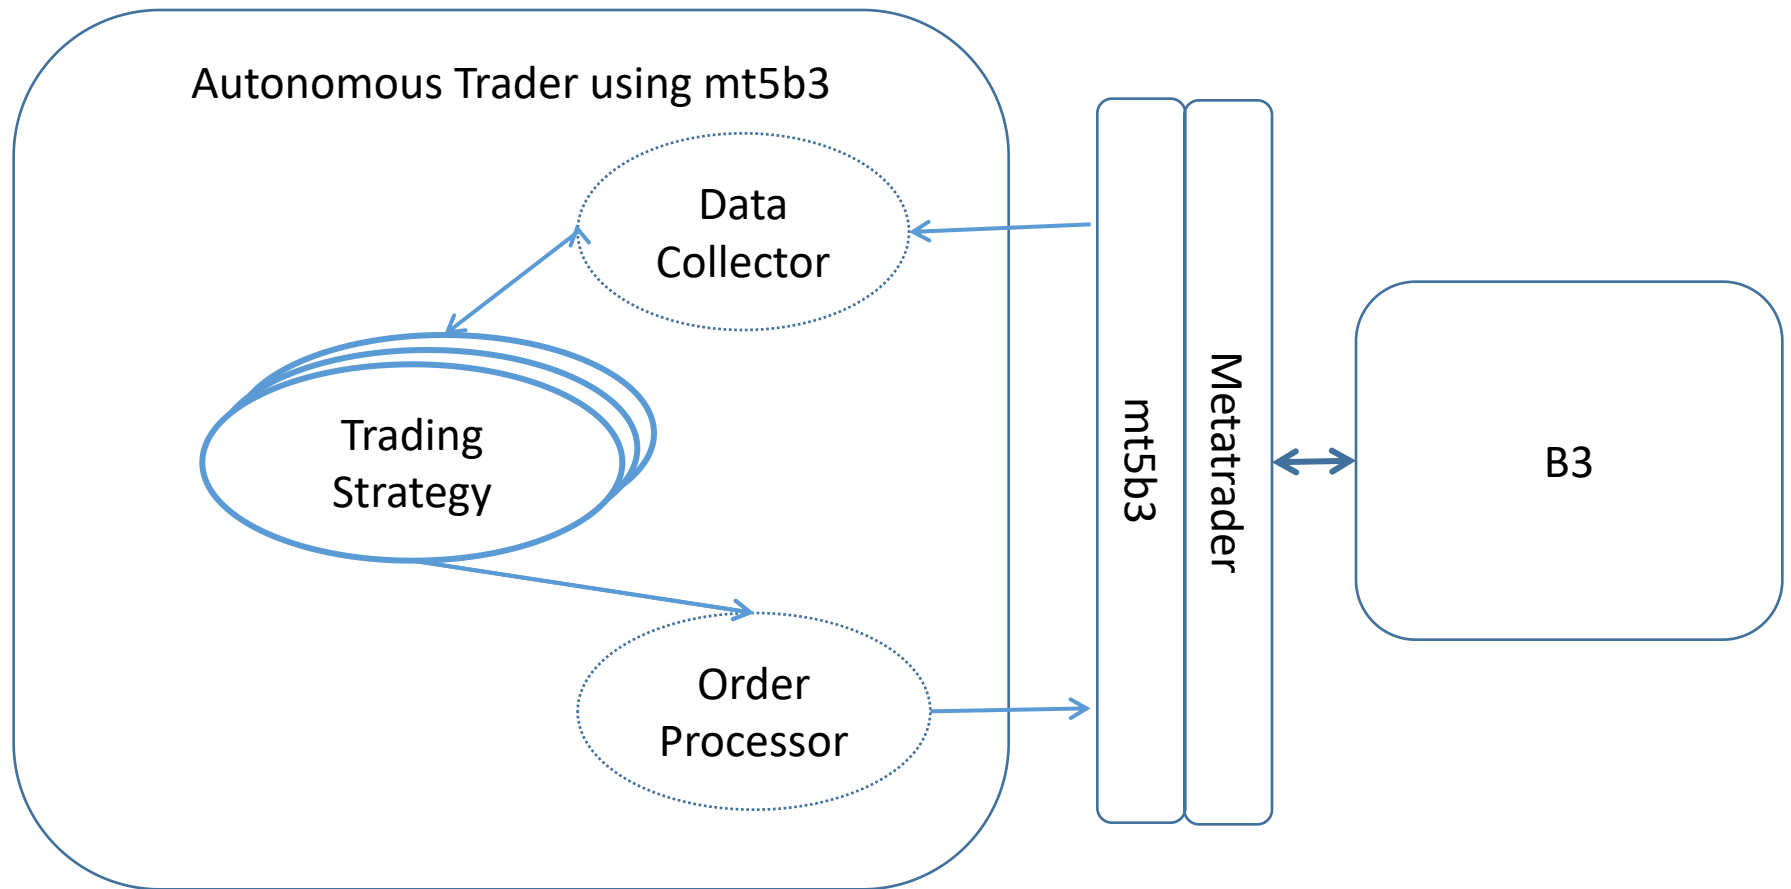 Autonomous Trader using mt5b3
Data
Collector
Trading
Strategy
Order
Processor
mt5b3
Metatrader
B3